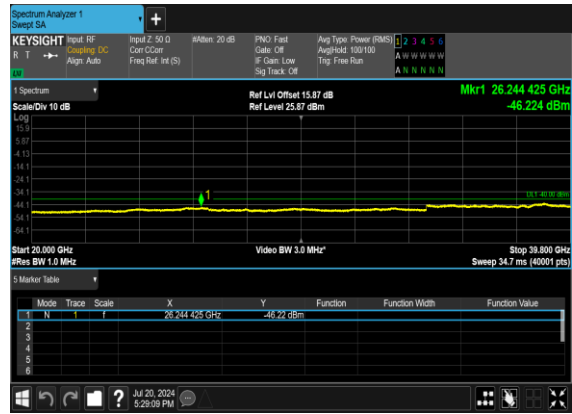 Spectrum Analyzer 1
Swept SA
KEYSIGHT Input: RF Input Z: 50 Ω #Atten: 20 dB PNO: Fast Avg Type: Power (RMS) 1 2 3 4 5 6
R T Coupling: DC Corr CCorr Gate: Off Avg|Hold: 100/100 A W W W W W
Align: Auto Freq Ref: Int (S) IF Gain: Low Trig: Free Run
LXI Sig Track: Off A N N N N N
1 Spectrum Ref Lvl Offset 15.87 dB Mkr1 26.244 425 GHz
Scale/Div 10 dB Ref Level 25.87 dBm -46.224 dBm
Log
15.9
5.87
-4.13
-14.1
-24.1
-34.1 1 DL1 -40.00 dBm
-44.1
-54.1
-64.1
Start 20.000 GHz Video BW 3.0 MHz* Stop 39.800 GHz
#Res BW 1.0 MHz Sweep 34.7 ms (40001 pts)
5 Marker Table
Mode Trace Scale X Y Function Function Width Function Value
1 N 1 f 26.244 425 GHz -46.22 dBm
2
3
4
5
6
? Jul 20, 2024
5:29:09 PM